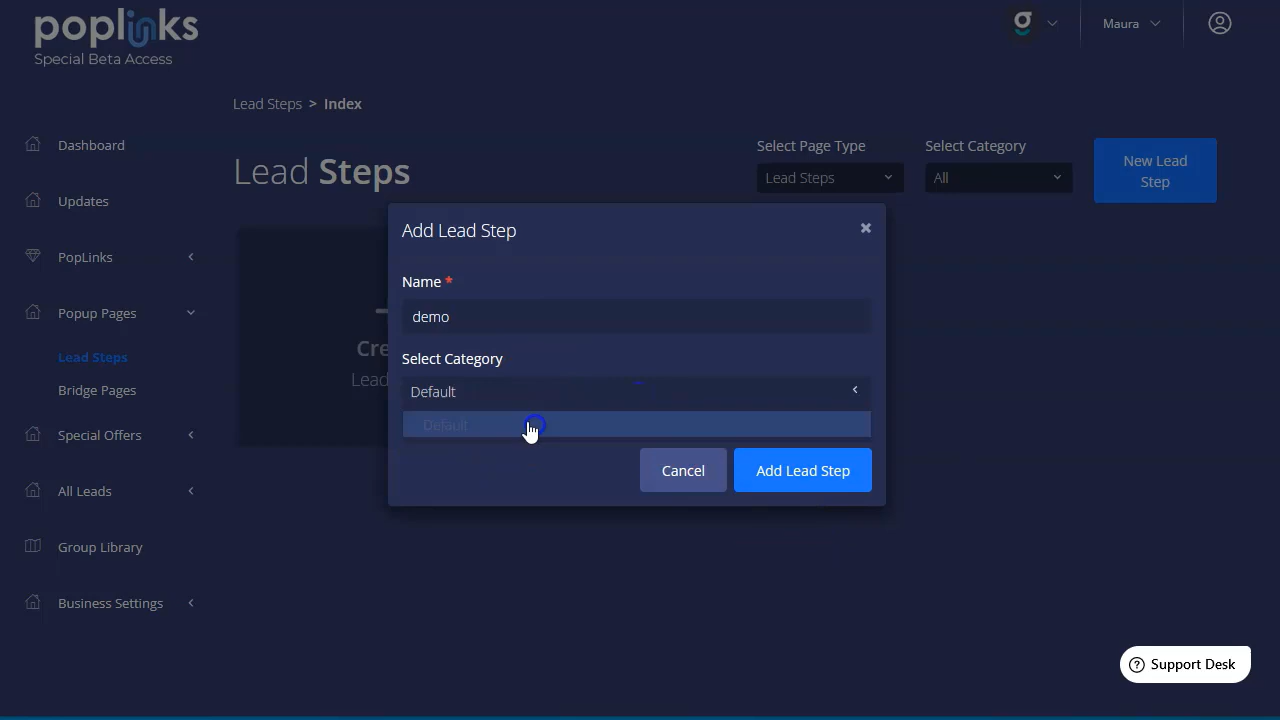 poplinks
Special Beta Access
Maura
Lead Steps > Index
Dashboard
Updates
PopLinks
Popup Pages
Lead Steps
Bridge Pages
Special Offers
All Leads
Group Library
Business Settings
Lead Steps
Select Page Type
Lead Steps
Select Category
All
New Lead
Step
Cre
Lead
Add Lead Step
Name *
demo
Select Category
Default
Default
Cancel
Add Lead Step
Support Desk